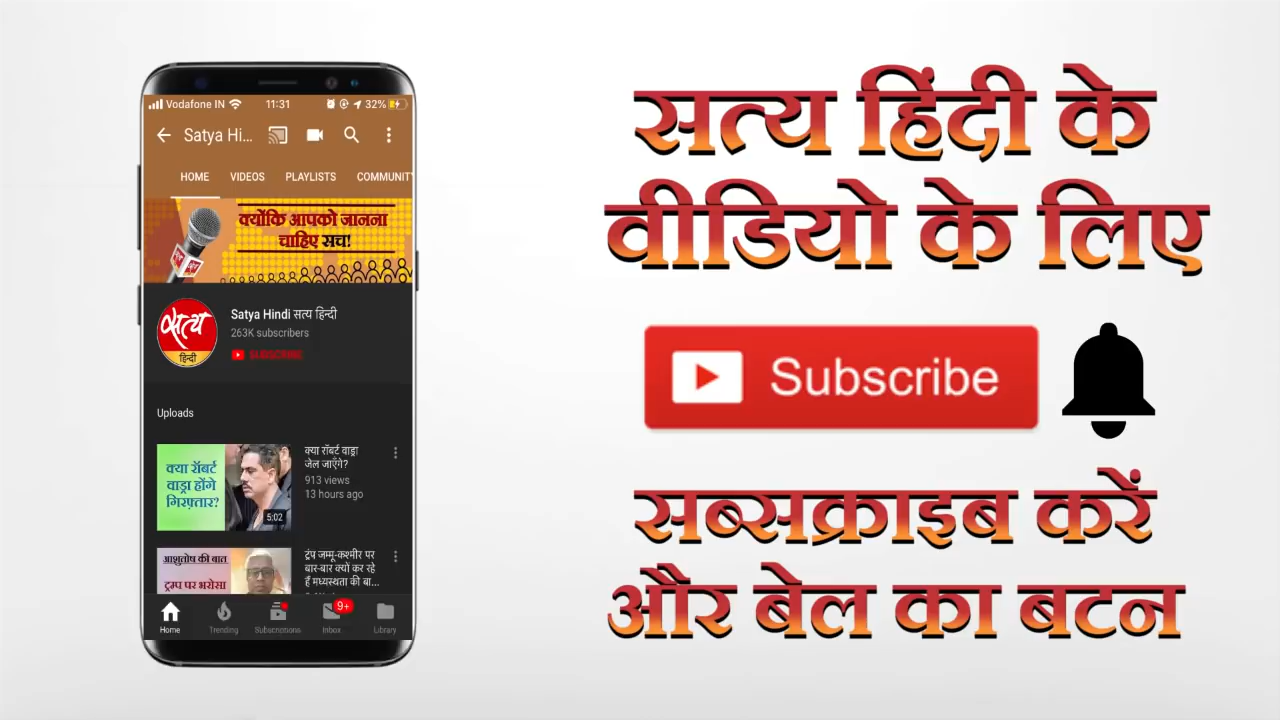 Vodafone IN 11:31 32%
Satya Hi...
HOME VIDEOS PLAYLISTS COMMUNIT
क्योंकि आपको जानना
चाहिए सच!
सत्य
हिन्दी
Satya Hindi सत्य हिन्दी
263K subscribers
SUBSCRIBE
Uploads
क्या रॉबर्ट
वाड्रा होंगे
गिरफ़्तार?
5:02
क्या रॉबर्ट वाड्रा
जेल जाएँगे?
913 views
13 hours ago
आशुतोष की बात
ट्रम्प पर भरोसा
ट्रंप जम्मू-कश्मीर पर
बार-बार क्यों कर रहे
हैं मध्यस्थता की बा...
9+
Home Trending Subscriptions Inbox Library
सत्य हिंदी के
वीडियो के लिए
Subscribe
सब्सक्राइब करें
और बेल का बटन